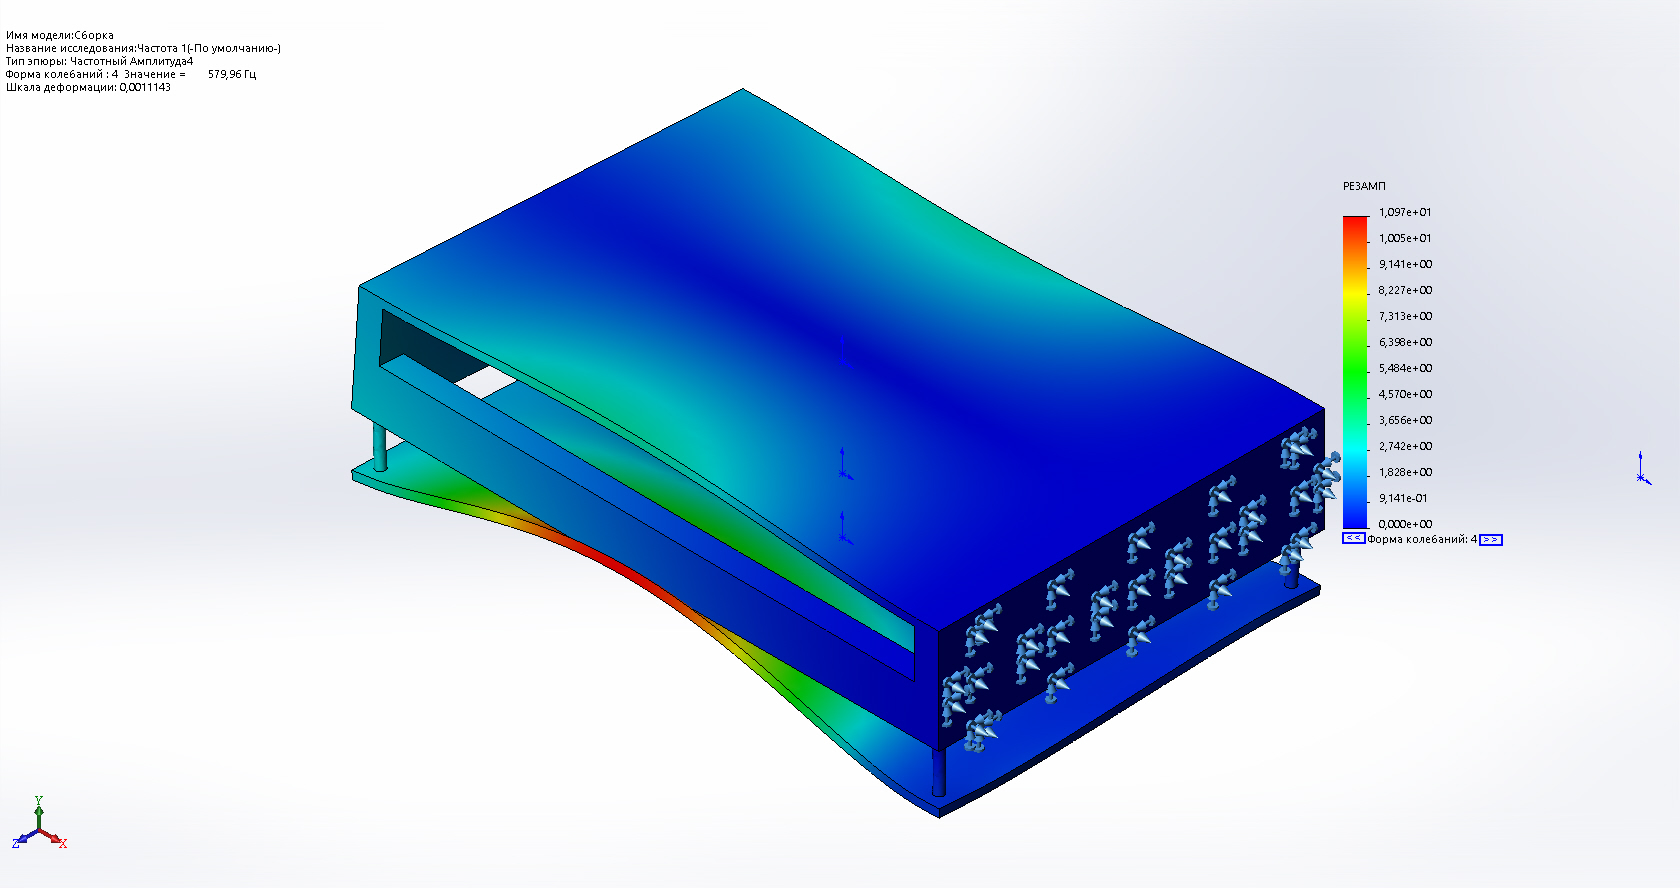 Имя модели:Сборка
Название исследования:Частота 1(-По умолчанию-)
Тип эпюры: Частотный Амплитуда4
Форма колебаний : 4  Значение =       579,96 Гц
Шкала деформации: 0,0011143
РЕЗАМП
1,097e+01
1,005e+01
9,141e+00
8,227e+00
7,313e+00
6,398e+00
5,484e+00
4,570e+00
3,656e+00
2,742e+00
1,828e+00
9,141e-01
0,000e+00
<< Форма колебаний: 4 >>
Y
Z X